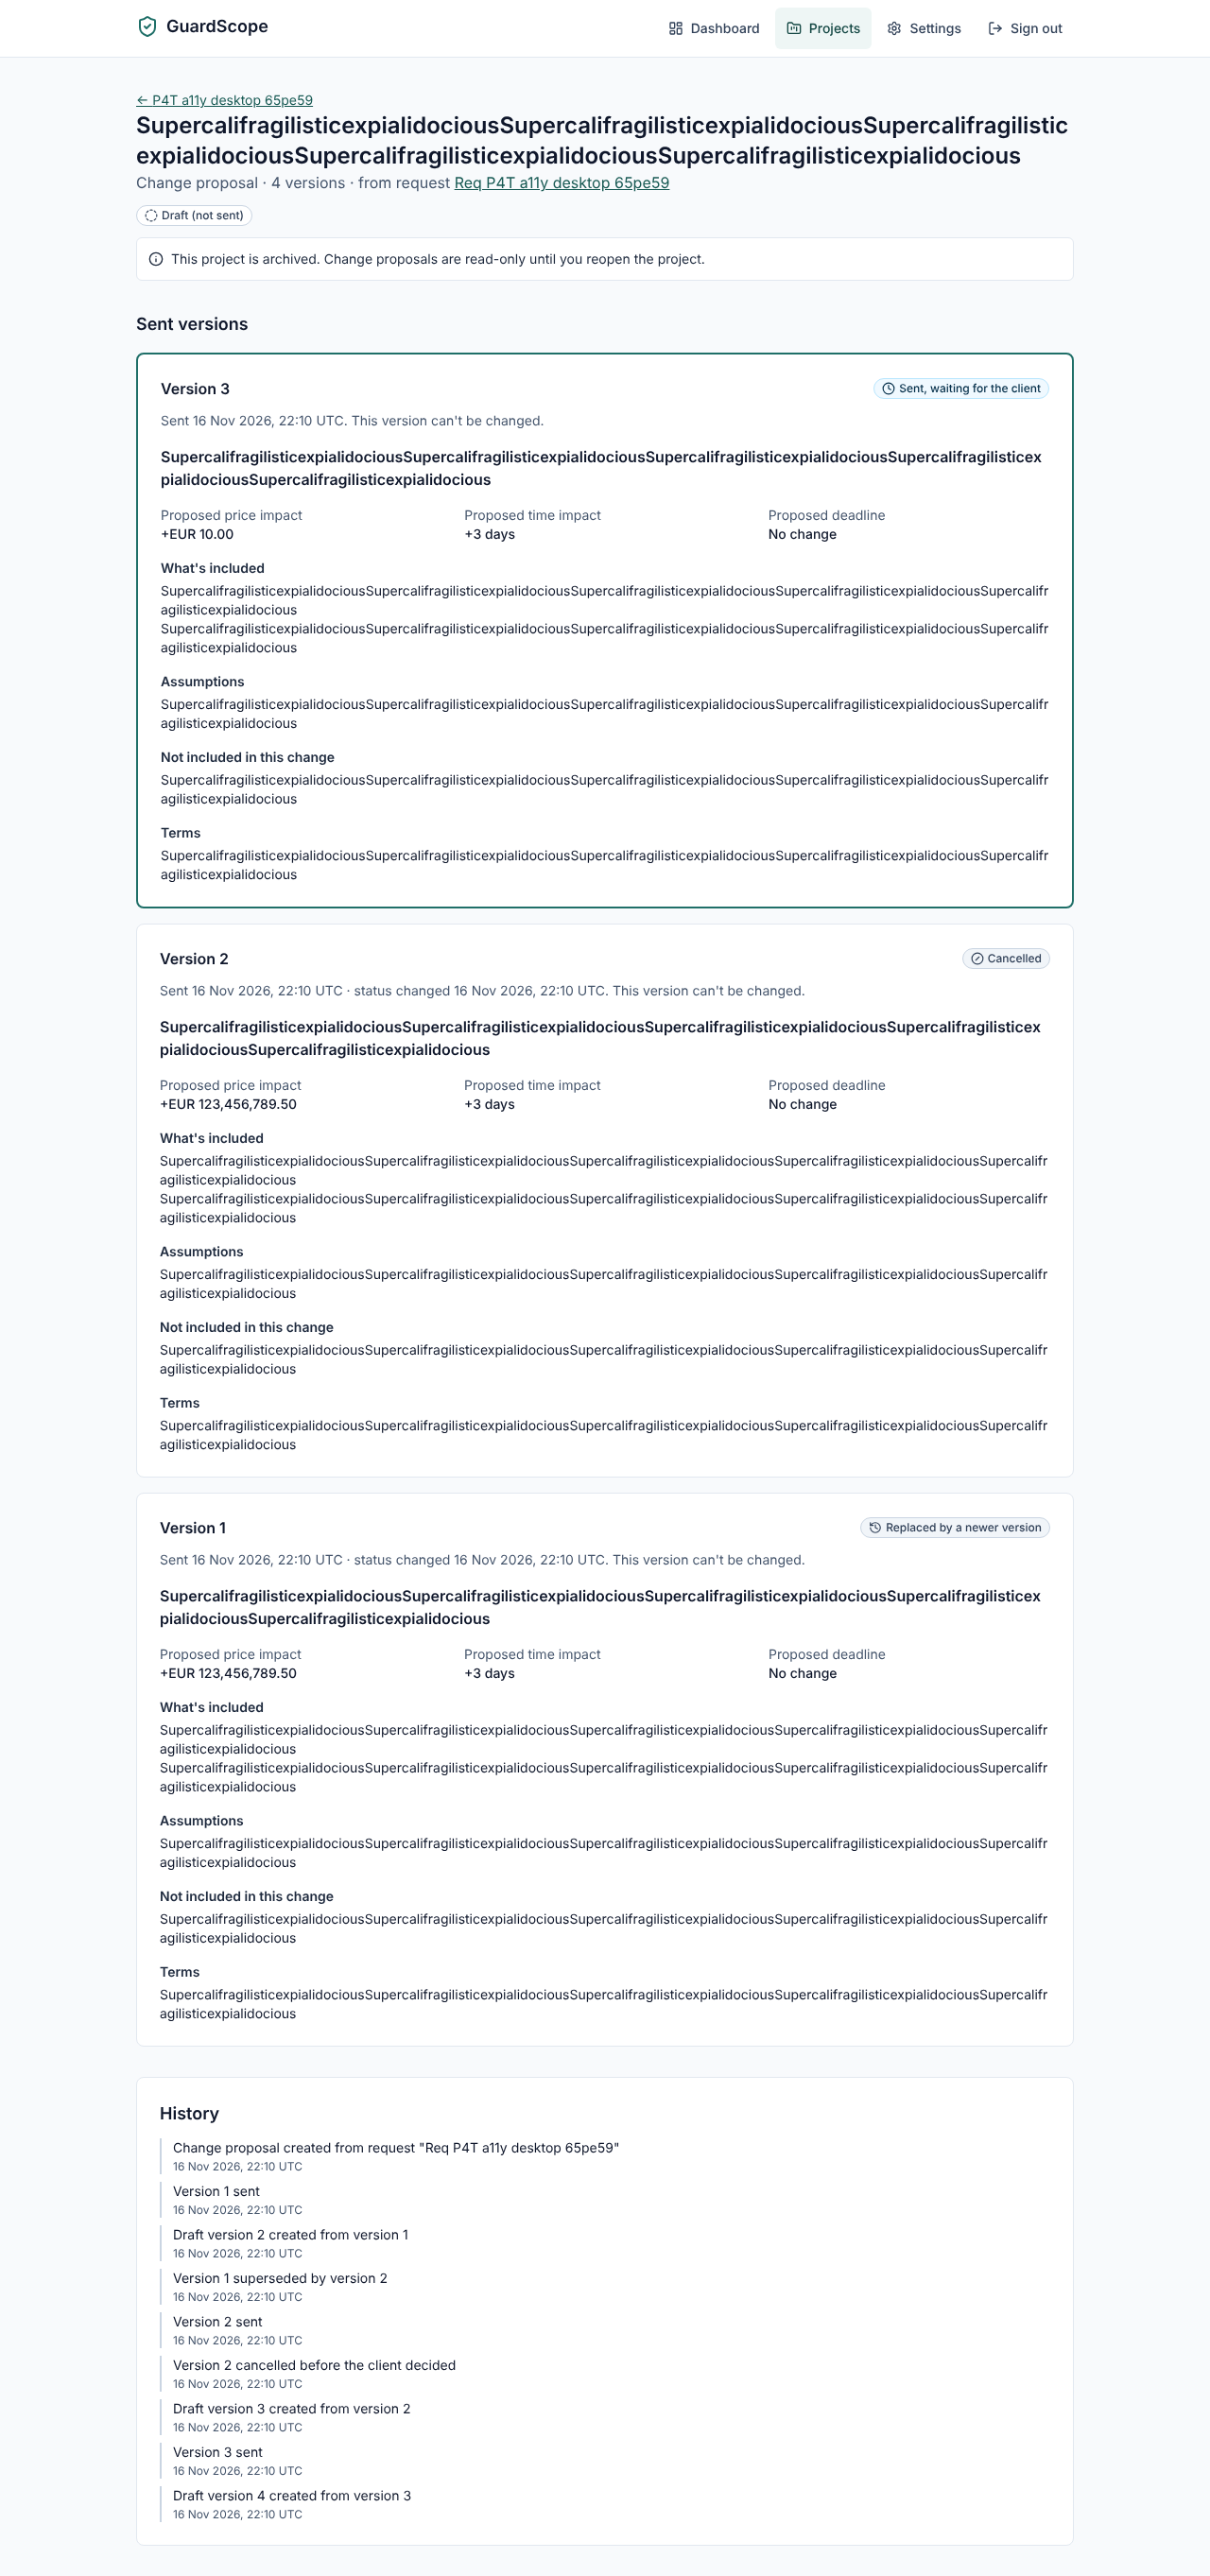 GuardScope
Dashboard
Projects
Settings
Sign out
← P4T a11y desktop 65pe59
SupercalifragilisticexpialidociousSupercalifragilisticexpialidociousSupercalifragilistic
expialidociousSupercalifragilisticexpialidociousSupercalifragilisticexpialidocious
Change proposal · 4 versions · from request Req P4T a11y desktop 65pe59
Draft (not sent)
This project is archived. Change proposals are read-only until you reopen the project.
Sent versions
Version 3
Sent, waiting for the client
Sent 16 Nov 2026, 22:10 UTC. This version can't be changed.
SupercalifragilisticexpialidociousSupercalifragilisticexpialidociousSupercalifragilisticexpialidociousSupercalifragilisticex
pialidociousSupercalifragilisticexpialidocious
Proposed price impact
+EUR 10.00
Proposed time impact
+3 days
Proposed deadline
No change
What's included
SupercalifragilisticexpialidociousSupercalifragilisticexpialidociousSupercalifragilisticexpialidociousSupercalifragilisticexpialidociousSupercalifr
agilisticexpialidocious
SupercalifragilisticexpialidociousSupercalifragilisticexpialidociousSupercalifragilisticexpialidociousSupercalifragilisticexpialidociousSupercalifr
agilisticexpialidocious
Assumptions
SupercalifragilisticexpialidociousSupercalifragilisticexpialidociousSupercalifragilisticexpialidociousSupercalifragilisticexpialidociousSupercalifr
agilisticexpialidocious
Not included in this change
SupercalifragilisticexpialidociousSupercalifragilisticexpialidociousSupercalifragilisticexpialidociousSupercalifragilisticexpialidociousSupercalifr
agilisticexpialidocious
Terms
SupercalifragilisticexpialidociousSupercalifragilisticexpialidociousSupercalifragilisticexpialidociousSupercalifragilisticexpialidociousSupercalifr
agilisticexpialidocious
Version 2
Cancelled
Sent 16 Nov 2026, 22:10 UTC · status changed 16 Nov 2026, 22:10 UTC. This version can't be changed.
SupercalifragilisticexpialidociousSupercalifragilisticexpialidociousSupercalifragilisticexpialidociousSupercalifragilisticex
pialidociousSupercalifragilisticexpialidocious
Proposed price impact
+EUR 123,456,789.50
Proposed time impact
+3 days
Proposed deadline
No change
What's included
SupercalifragilisticexpialidociousSupercalifragilisticexpialidociousSupercalifragilisticexpialidociousSupercalifragilisticexpialidociousSupercalifr
agilisticexpialidocious
SupercalifragilisticexpialidociousSupercalifragilisticexpialidociousSupercalifragilisticexpialidociousSupercalifragilisticexpialidociousSupercalifr
agilisticexpialidocious
Assumptions
SupercalifragilisticexpialidociousSupercalifragilisticexpialidociousSupercalifragilisticexpialidociousSupercalifragilisticexpialidociousSupercalifr
agilisticexpialidocious
Not included in this change
SupercalifragilisticexpialidociousSupercalifragilisticexpialidociousSupercalifragilisticexpialidociousSupercalifragilisticexpialidociousSupercalifr
agilisticexpialidocious
Terms
SupercalifragilisticexpialidociousSupercalifragilisticexpialidociousSupercalifragilisticexpialidociousSupercalifragilisticexpialidociousSupercalifr
agilisticexpialidocious
Version 1
Replaced by a newer version
Sent 16 Nov 2026, 22:10 UTC · status changed 16 Nov 2026, 22:10 UTC. This version can't be changed.
SupercalifragilisticexpialidociousSupercalifragilisticexpialidociousSupercalifragilisticexpialidociousSupercalifragilisticex
pialidociousSupercalifragilisticexpialidocious
Proposed price impact
+EUR 123,456,789.50
Proposed time impact
+3 days
Proposed deadline
No change
What's included
SupercalifragilisticexpialidociousSupercalifragilisticexpialidociousSupercalifragilisticexpialidociousSupercalifragilisticexpialidociousSupercalifr
agilisticexpialidocious
SupercalifragilisticexpialidociousSupercalifragilisticexpialidociousSupercalifragilisticexpialidociousSupercalifragilisticexpialidociousSupercalifr
agilisticexpialidocious
Assumptions
SupercalifragilisticexpialidociousSupercalifragilisticexpialidociousSupercalifragilisticexpialidociousSupercalifragilisticexpialidociousSupercalifr
agilisticexpialidocious
Not included in this change
SupercalifragilisticexpialidociousSupercalifragilisticexpialidociousSupercalifragilisticexpialidociousSupercalifragilisticexpialidociousSupercalifr
agilisticexpialidocious
Terms
SupercalifragilisticexpialidociousSupercalifragilisticexpialidociousSupercalifragilisticexpialidociousSupercalifragilisticexpialidociousSupercalifr
agilisticexpialidocious
History
Change proposal created from request "Req P4T a11y desktop 65pe59"
16 Nov 2026, 22:10 UTC
Version 1 sent
16 Nov 2026, 22:10 UTC
Draft version 2 created from version 1
16 Nov 2026, 22:10 UTC
Version 1 superseded by version 2
16 Nov 2026, 22:10 UTC
Version 2 sent
16 Nov 2026, 22:10 UTC
Version 2 cancelled before the client decided
16 Nov 2026, 22:10 UTC
Draft version 3 created from version 2
16 Nov 2026, 22:10 UTC
Version 3 sent
16 Nov 2026, 22:10 UTC
Draft version 4 created from version 3
16 Nov 2026, 22:10 UTC